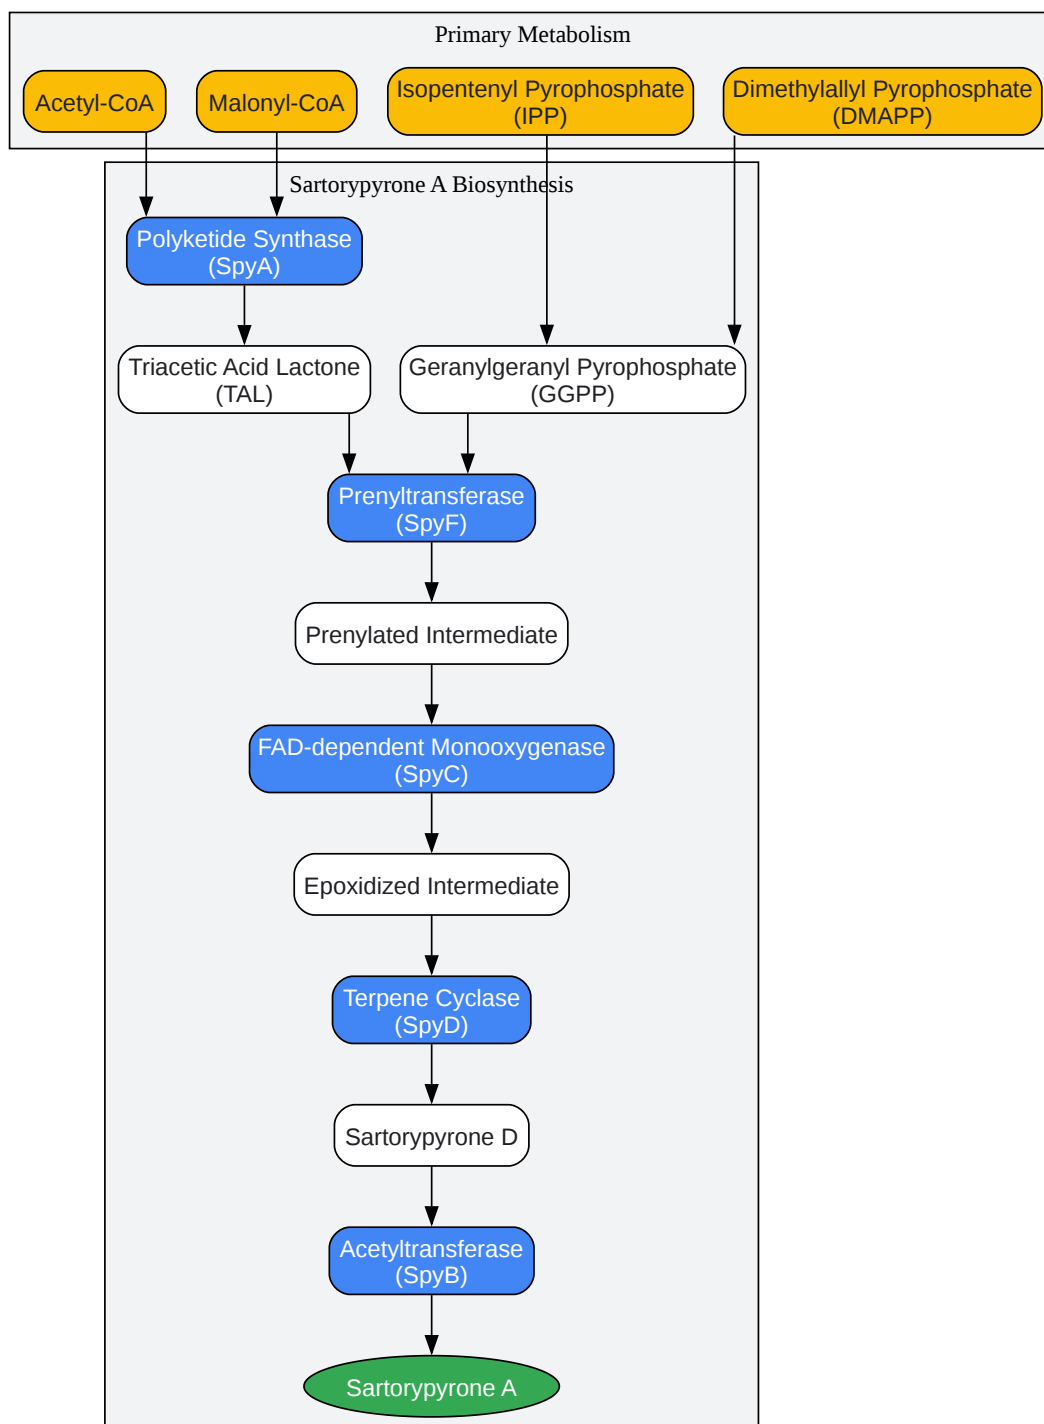 Primary Metabolism
Acetyl-CoA
Malonyl-CoA
Isopentenyl Pyrophosphate
(IPP)
Dimethylallyl Pyrophosphate
(DMAPP)
Sartorypyrone A Biosynthesis
Polyketide Synthase
(SpyA)
Triacetic Acid Lactone
(TAL)
Geranylgeranyl Pyrophosphate
(GGPP)
Prenyltransferase
(SpyF)
Prenylated Intermediate
FAD-dependent Monooxygenase
(SpyC)
Epoxidized Intermediate
Terpene Cyclase
(SpyD)
Sartorypyrone D
Acetyltransferase
(SpyB)
Sartorypyrone A